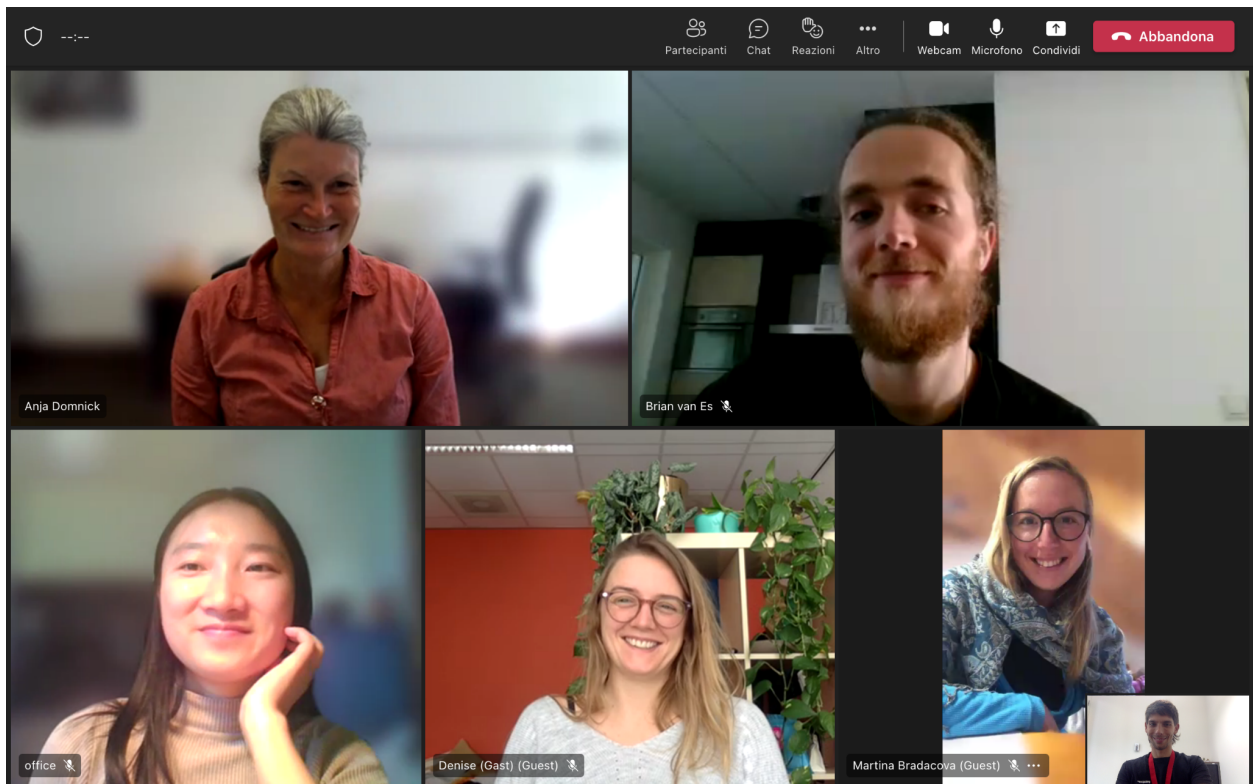 --:--
Partecipanti
Chat
Reazioni
Altro
Webcam
Microfono
Condividi
Abbandona
Anja Domnick
Brian van Es
office
Denise (Gast) (Guest)
Martina Bradacova (Guest)